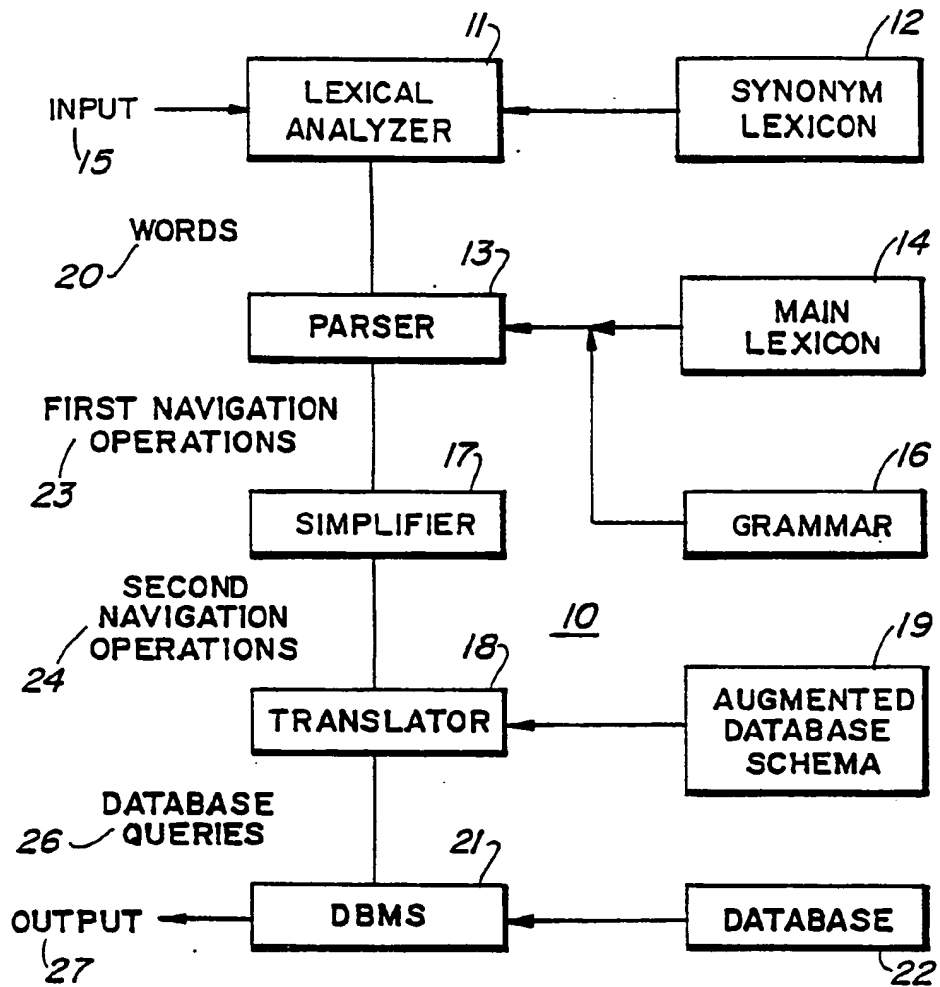 11
12
INPUT
15
LEXICAL
ANALYZER
SYNONYM
LEXICON
WORDS
20
13
14
PARSER
MAIN
LEXICON
FIRST NAVIGATION
OPERATIONS
23
17
16
SIMPLIFIER
GRAMMAR
SECOND
NAVIGATION
OPERATIONS
24
10
18
19
TRANSLATOR
AUGMENTED
DATABASE
SCHEMA
DATABASE
QUERIES
26
21
OUTPUT
27
DBMS
DATABASE
22